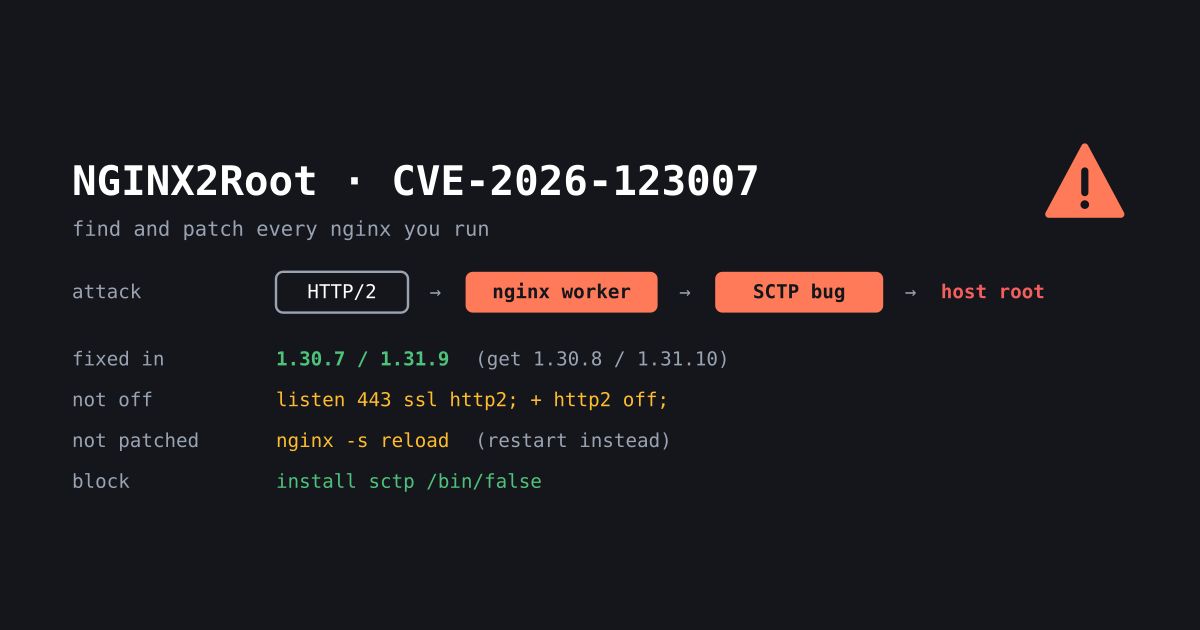 NGINX2Root · CVE-2026-123007
find and patch every nginx you run
attack HTTP/2 → nginx worker → SCTP bug → host root
fixed in 1.30.7 / 1.31.9 (get 1.30.8 / 1.31.10)
not off listen 443 ssl http2; + http2 off;
not patched nginx -s reload (restart instead)
block install sctp /bin/false